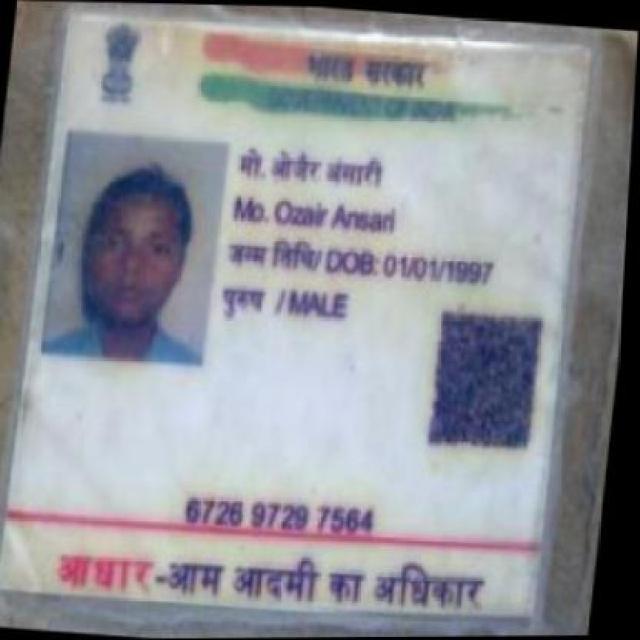 भारत सरकार
GOVERNMENT OF INDIA
मो. ओजैर अंसारी
Mo. Ozair Ansari
जन्म तिथि/ DOB: 01/01/1997
पुरुष / MALE
6726 9729 7564
आधार-आम आदमी का अधिकार